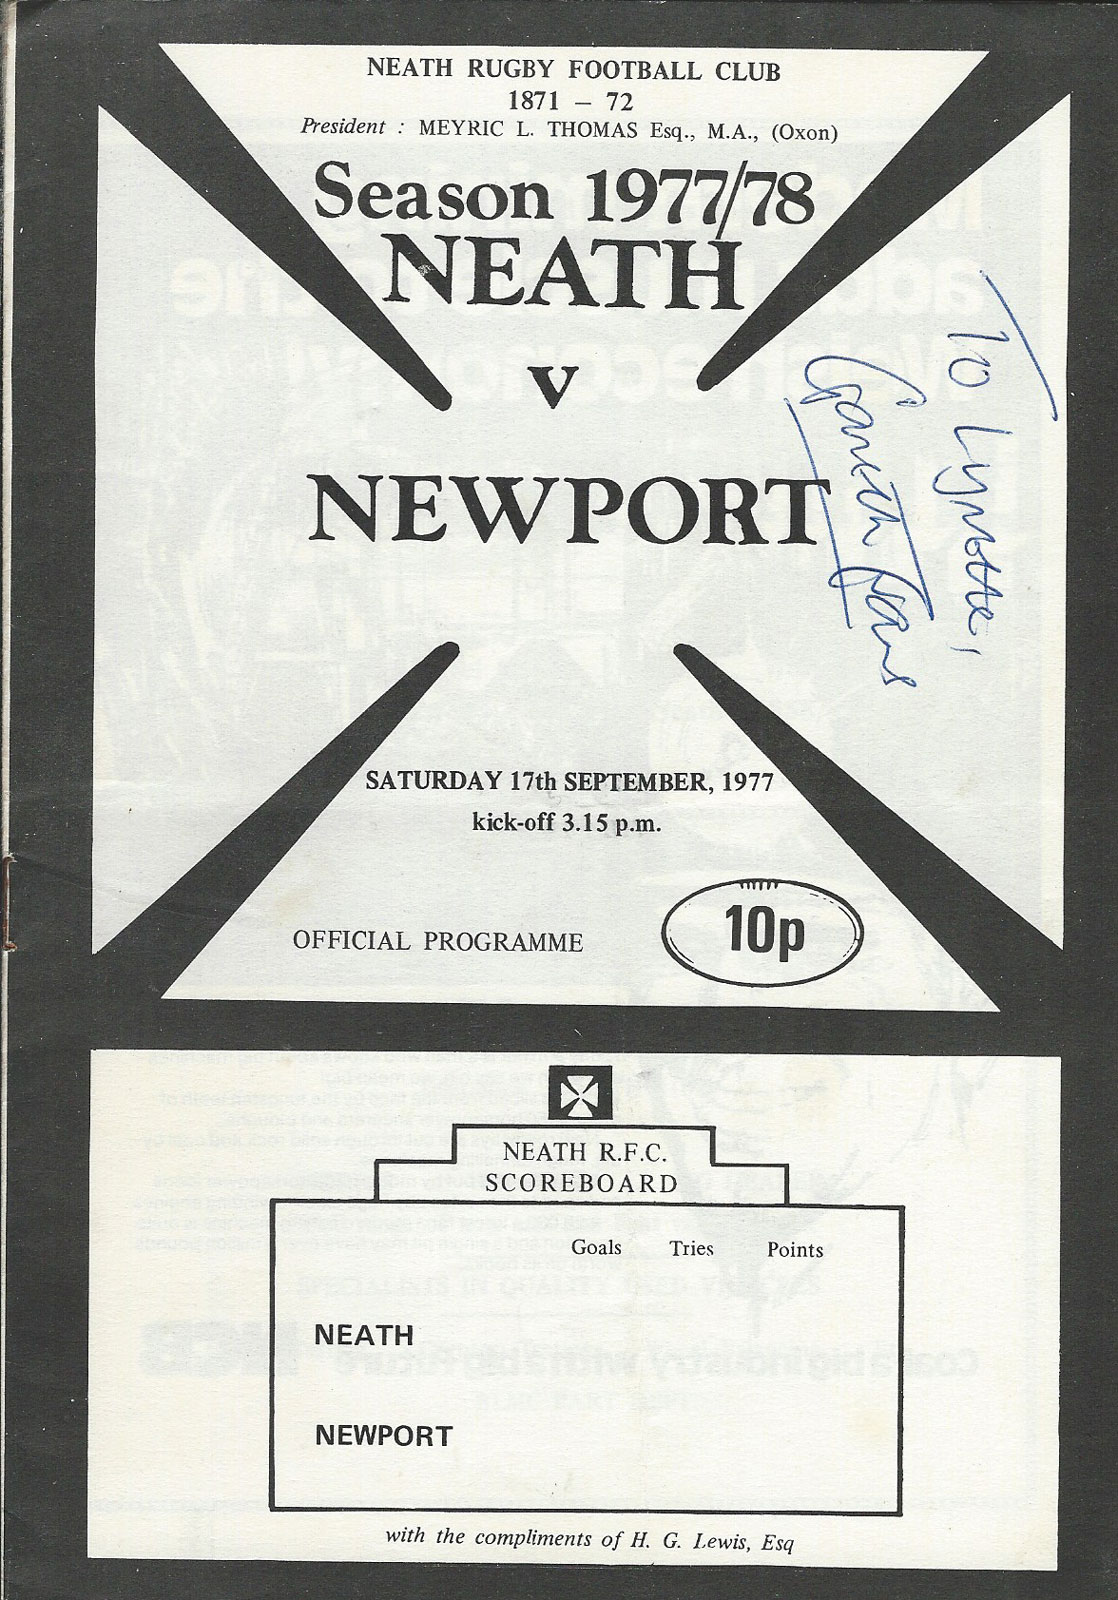 NEATH RUGBY FOOTBALL CLUB
1871 – 72
President : MEYRIC L. THOMAS Esq., M.A., (Oxon)
Season 1977/78
NEATH
v
NEWPORT
To Lynette,
Gareth Evans
SATURDAY 17th SEPTEMBER, 1977
kick-off 3.15 p.m.
OFFICIAL PROGRAMME
10p
NEATH R.F.C.
SCOREBOARD
Goals Tries Points
NEATH
NEWPORT
with the compliments of H. G. Lewis, Esq